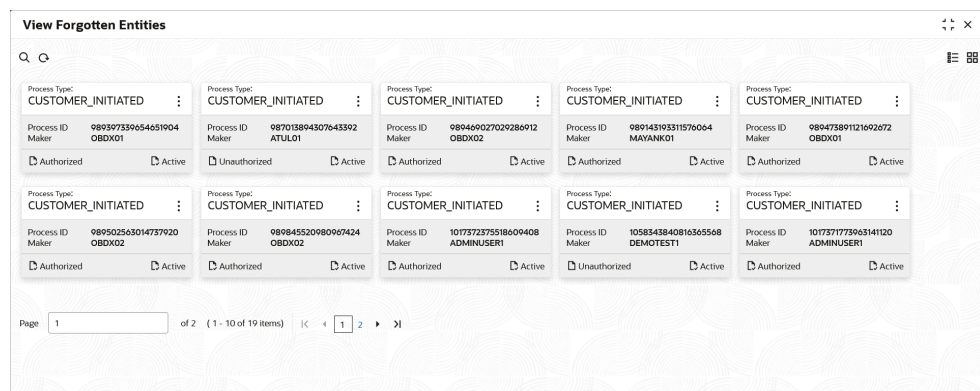 View Forgotten Entities
Process Type: Process Type: Process Type: Process Type: Process Type:
CUSTOMER_INITIATED CUSTOMER_INITIATED CUSTOMER_INITIATED CUSTOMER_INITIATED CUSTOMER_INITIATED
Process ID 989397339654651904 Process ID 987013894307643392 Process ID 989469027029286912 Process ID 989143193311576064 Process ID 989473891121692672
Maker OBDX01 Maker ATUL01 Maker OBDX02 Maker MAYANK01 Maker OBDX01
Authorized Active Unauthorized Active Authorized Active Authorized Active Authorized Active
Process Type: Process Type: Process Type: Process Type: Process Type:
CUSTOMER_INITIATED CUSTOMER_INITIATED CUSTOMER_INITIATED CUSTOMER_INITIATED CUSTOMER_INITIATED
Process ID 989502563014737920 Process ID 989845520980967424 Process ID 1017372375518609408 Process ID 1058343840816365568 Process ID 1017371773963141120
Maker OBDX02 Maker OBDX02 Maker ADMINUSER1 Maker DEMOTEST1 Maker ADMINUSER1
Authorized Active Authorized Active Authorized Active Unauthorized Active Authorized Active
Page 1 of 2 ( 1 - 10 of 19 items) 1 2